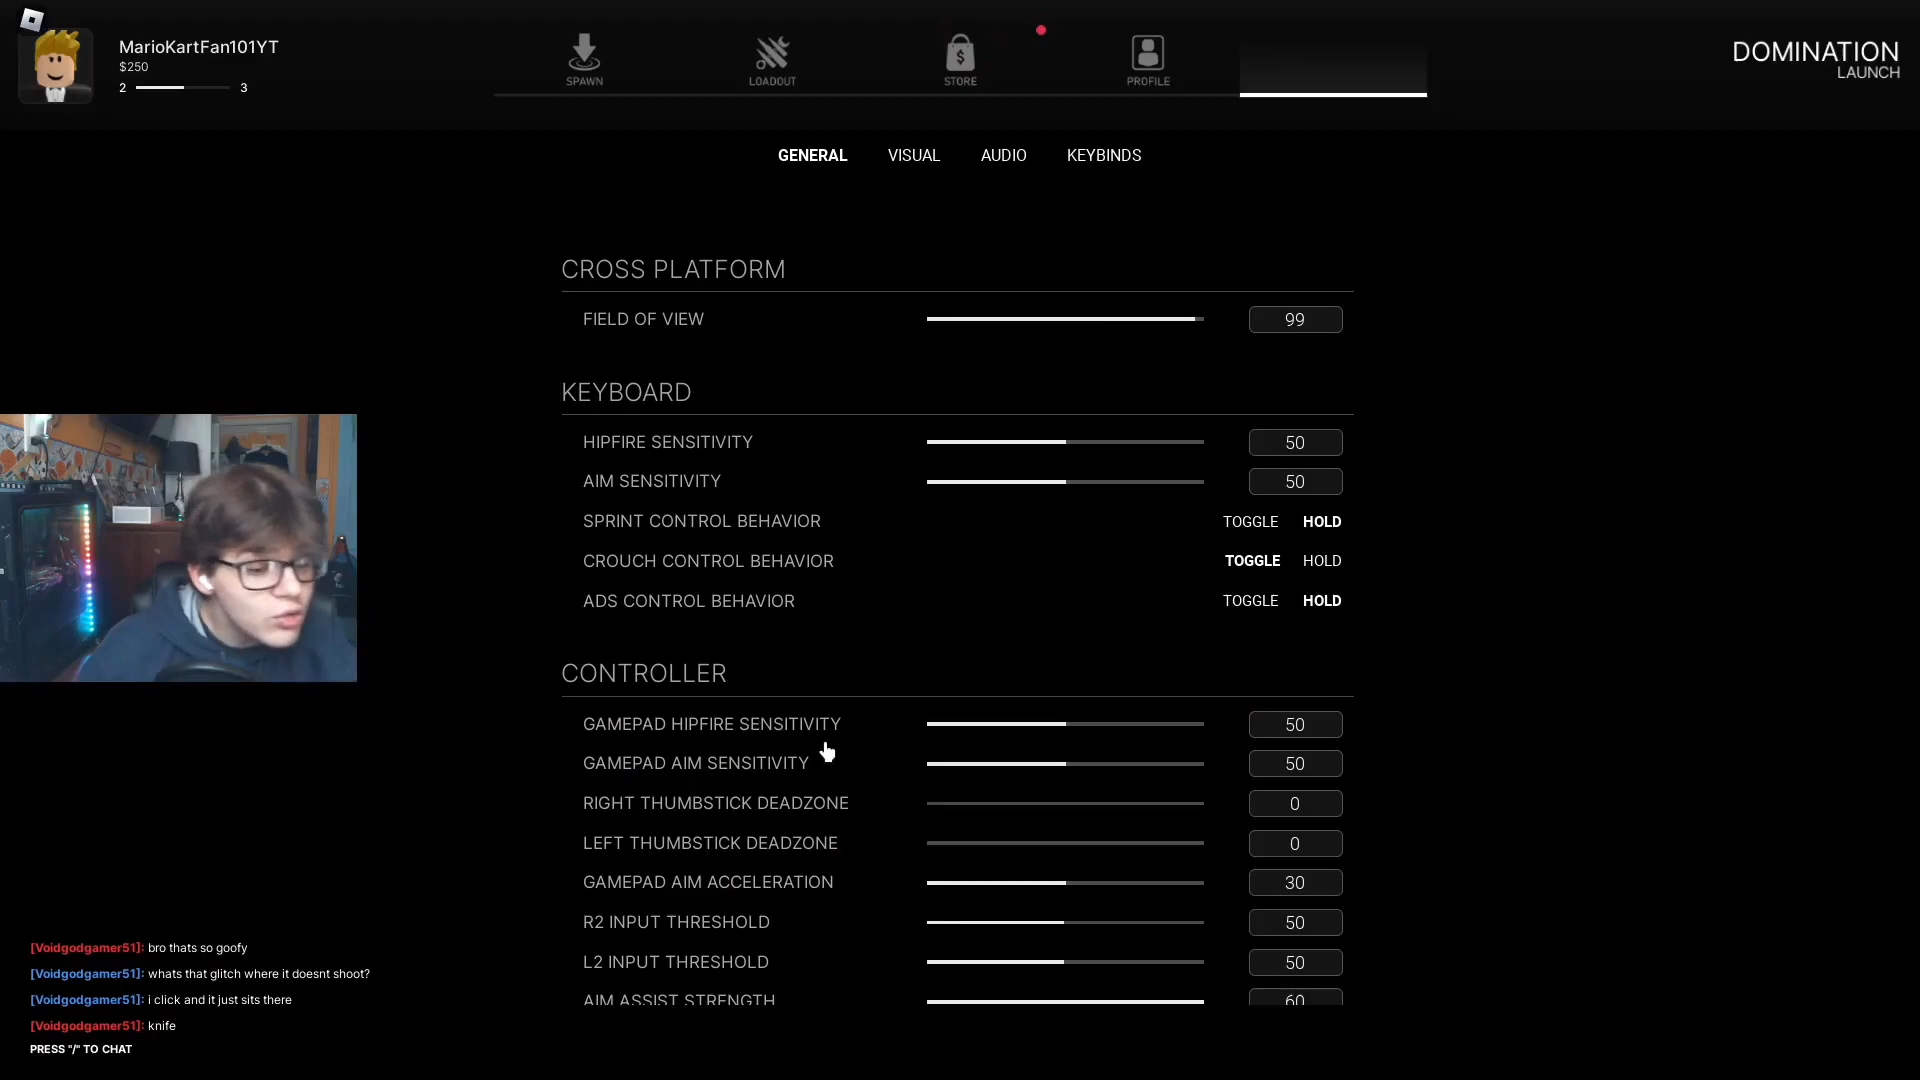 MarioKartFan101YT
$250
2 3
SPAWN
LOADOUT
STORE
PROFILE
DOMINATION
LAUNCH
GENERAL VISUAL AUDIO KEYBINDS
CROSS PLATFORM
FIELD OF VIEW 99
KEYBOARD
HIPFIRE SENSITIVITY 50
AIM SENSITIVITY 50
SPRINT CONTROL BEHAVIOR TOGGLE HOLD
CROUCH CONTROL BEHAVIOR TOGGLE HOLD
ADS CONTROL BEHAVIOR TOGGLE HOLD
CONTROLLER
GAMEPAD HIPFIRE SENSITIVITY 50
GAMEPAD AIM SENSITIVITY 50
RIGHT THUMBSTICK DEADZONE 0
LEFT THUMBSTICK DEADZONE 0
GAMEPAD AIM ACCELERATION 30
R2 INPUT THRESHOLD 50
L2 INPUT THRESHOLD 50
AIM ASSIST STRENGTH 60
[Voidgodgamer51]: bro thats so goofy
[Voidgodgamer51]: whats that glitch where it doesnt shoot?
[Voidgodgamer51]: i click and it just sits there
[Voidgodgamer51]: knife
PRESS "/" TO CHAT